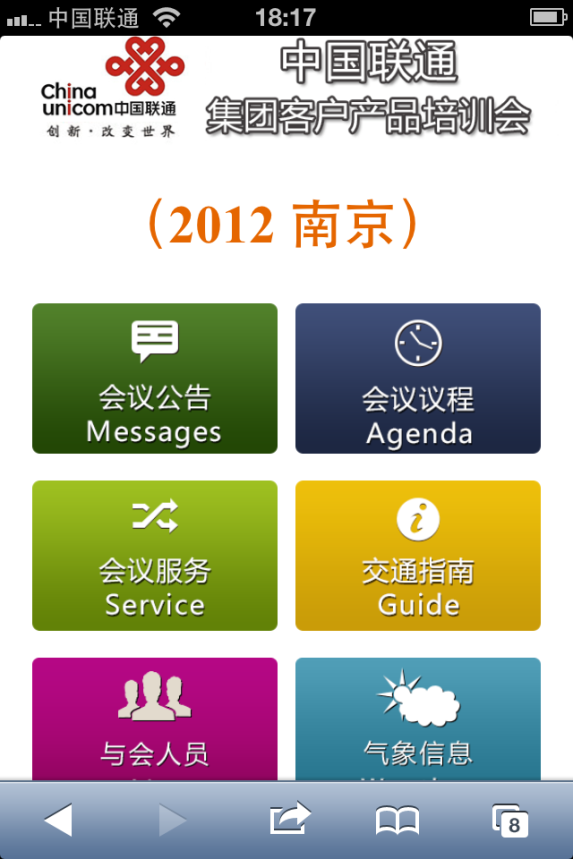 中国联通
18:17
中国联通
China
unicom中国联通
集团客户产品培训会
创新·改变世界
(2012 南京)
会议公告
Messages
会议议程
Agenda
会议服务
Service
交通指南
Guide
与会人员
气象信息
8